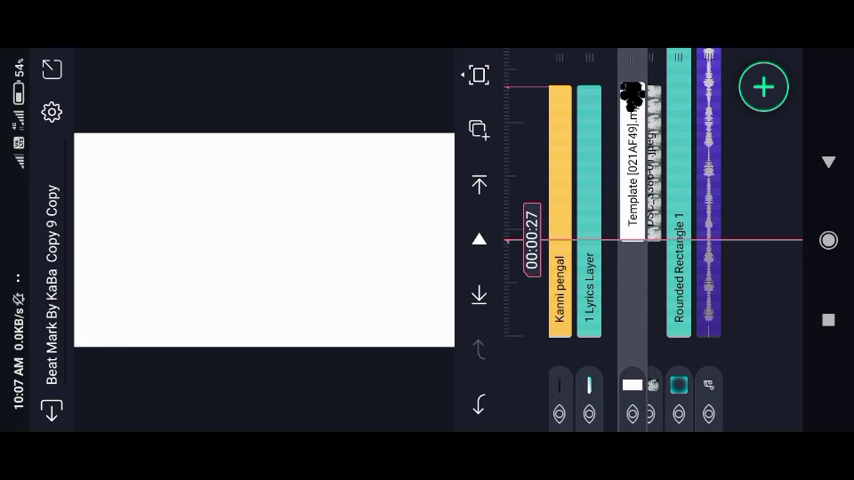 10:07 AM 0.0KB/s
4G
54%
Beat Mark By KaBa Copy 9 Copy
00:00:27
Kanni pengal
1 Lyrics Layer
Template [021AF49].m
Rounded Rectangle 1